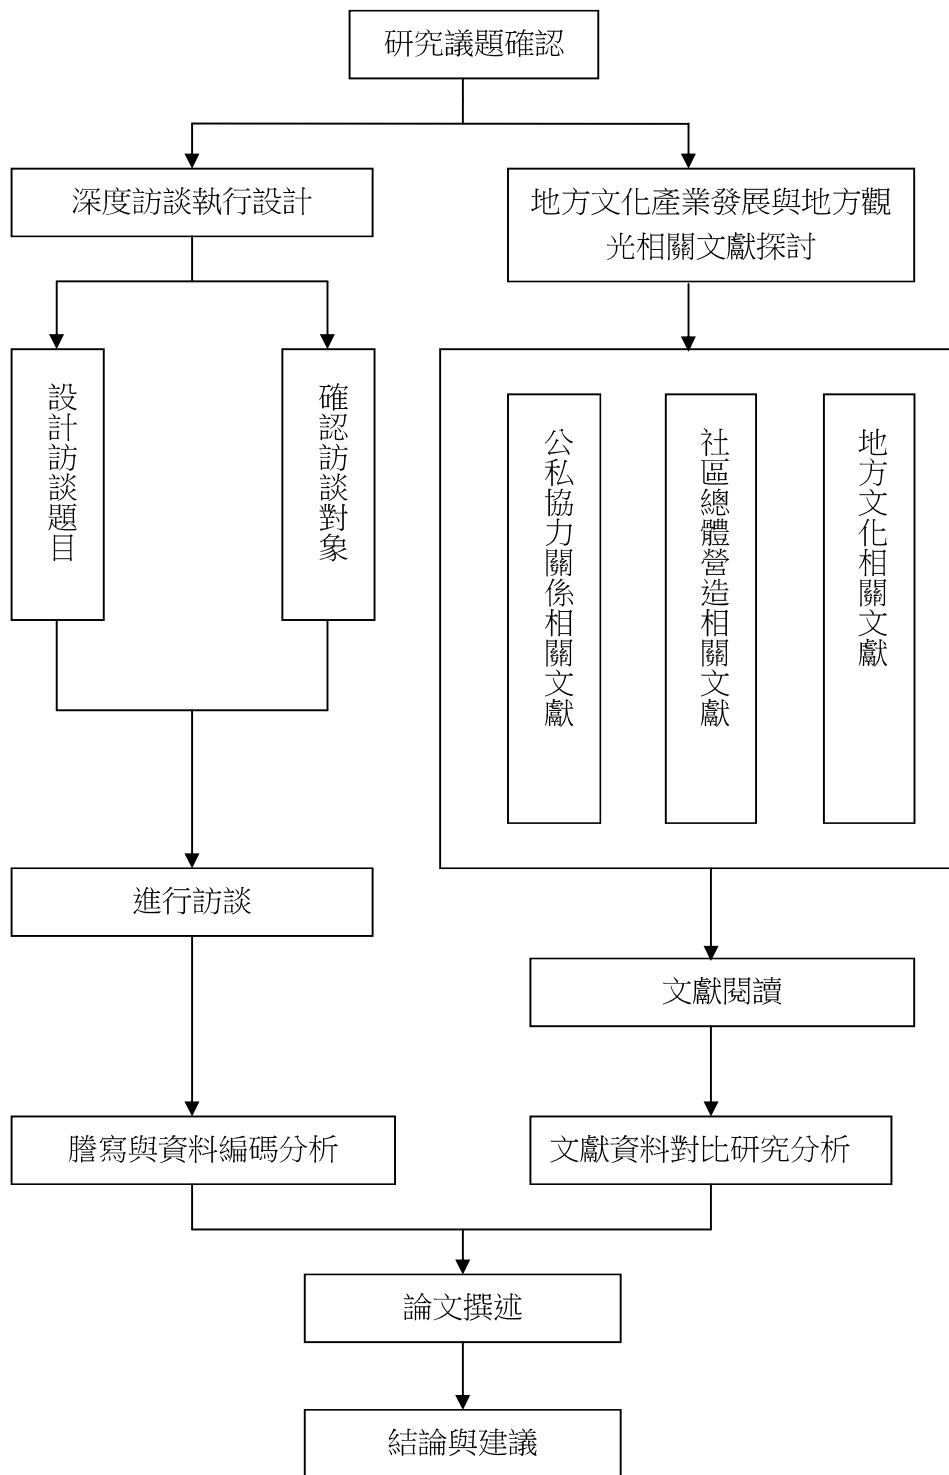 研究議題確認
深度訪談執行設計
地方文化產業發展與地方觀
光相關文獻探討
設計訪談題目
確認訪談對象
公私協力關係相關文獻
社區總體營造相關文獻
地方文化相關文獻
進行訪談
文獻閱讀
謄寫與資料編碼分析
文獻資料對比研究分析
論文撰述
結論與建議